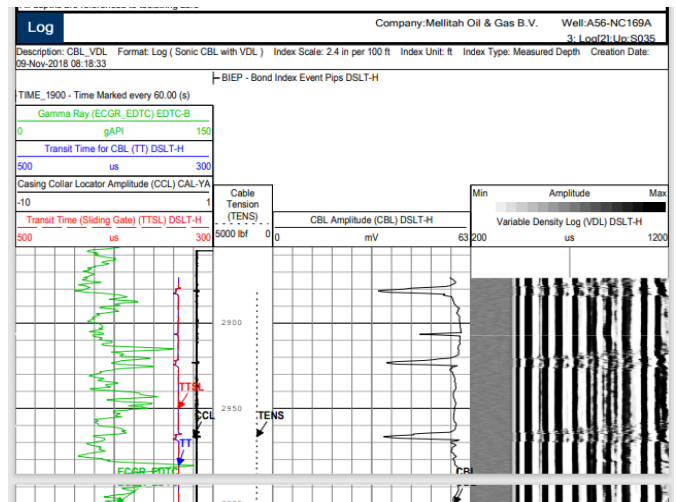 Log
Company:Mellitah Oil & Gas B.V. Well:A56-NC169A
3: Log[2]:Up:S035
Description: CBL_VDL Format: Log ( Sonic CBL with VDL ) Index Scale: 2.4 in per 100 ft Index Unit: ft Index Type: Measured Depth Creation Date:
09-Nov-2018 08:18:33
BIEP - Bond Index Event Pips DSLT-H
TIME_1900 - Time Marked every 60.00 (s)
Gamma Ray (ECGR_EDTC) EDTC-B
0 gAPI 150
Transit Time for CBL (TT) DSLT-H
500 us 300
Casing Collar Locator Amplitude (CCL) CAL-YA
-10 1
Transit Time (Sliding Gate) (TTSL) DSLT-H
500 us 300
Cable
Tension
(TENS)
5000 lbf 0
CBL Amplitude (CBL) DSLT-H
0 mV 63
Min Amplitude Max
Variable Density Log (VDL) DSLT-H
200 us 1200
2900
TTSL
2950
CCL
TENS
TT
ECGR_EDTC
CBL